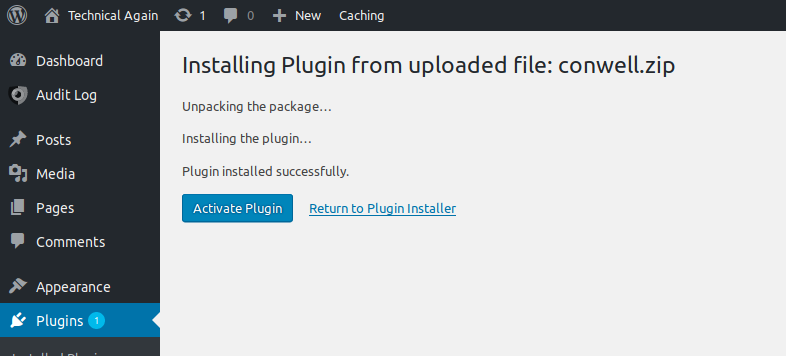 Technical Again 1 0 New Caching
Dashboard
Audit Log
Posts
Media
Pages
Comments
Appearance
Plugins 1
Installed Plugins
Installing Plugin from uploaded file: conwell.zip
Unpacking the package…
Installing the plugin…
Plugin installed successfully.
Activate Plugin Return to Plugin Installer